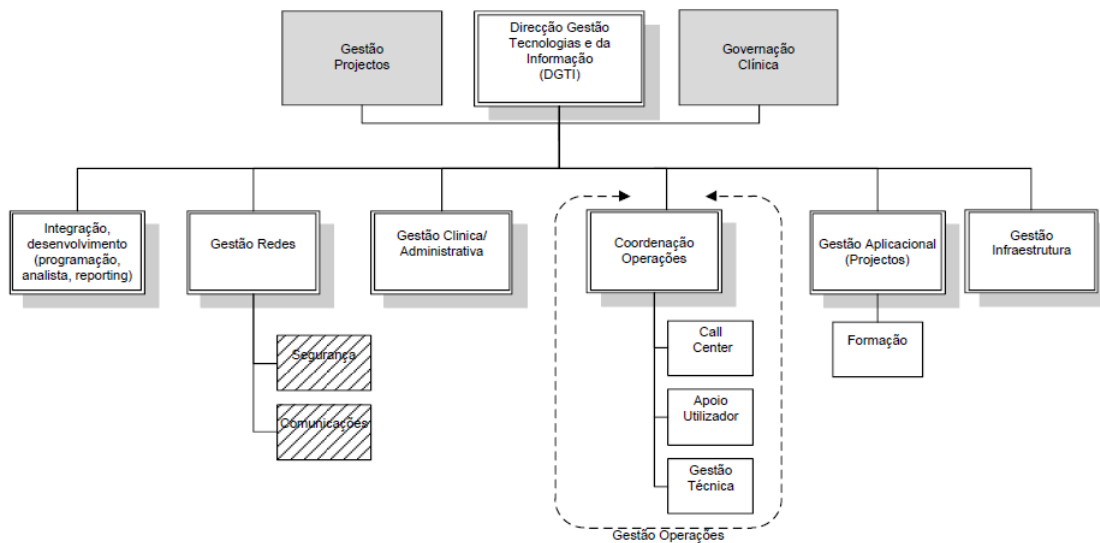 Gestão
Projectos
Direcção Gestão
Tecnologias e da
Informação
(DGTI)
Governação
Clínica
Integração,
desenvolvimento
(programação,
analista, reporting)
Gestão Redes
Gestão Clinica/
Administrativa
Coordenação
Operações
Gestão Aplicacional
(Projectos)
Gestão
Infraestrutura
Segurança
Comunicações
Call
Center
Apoio
Utilizador
Gestão
Técnica
Formação
Gestão Operações